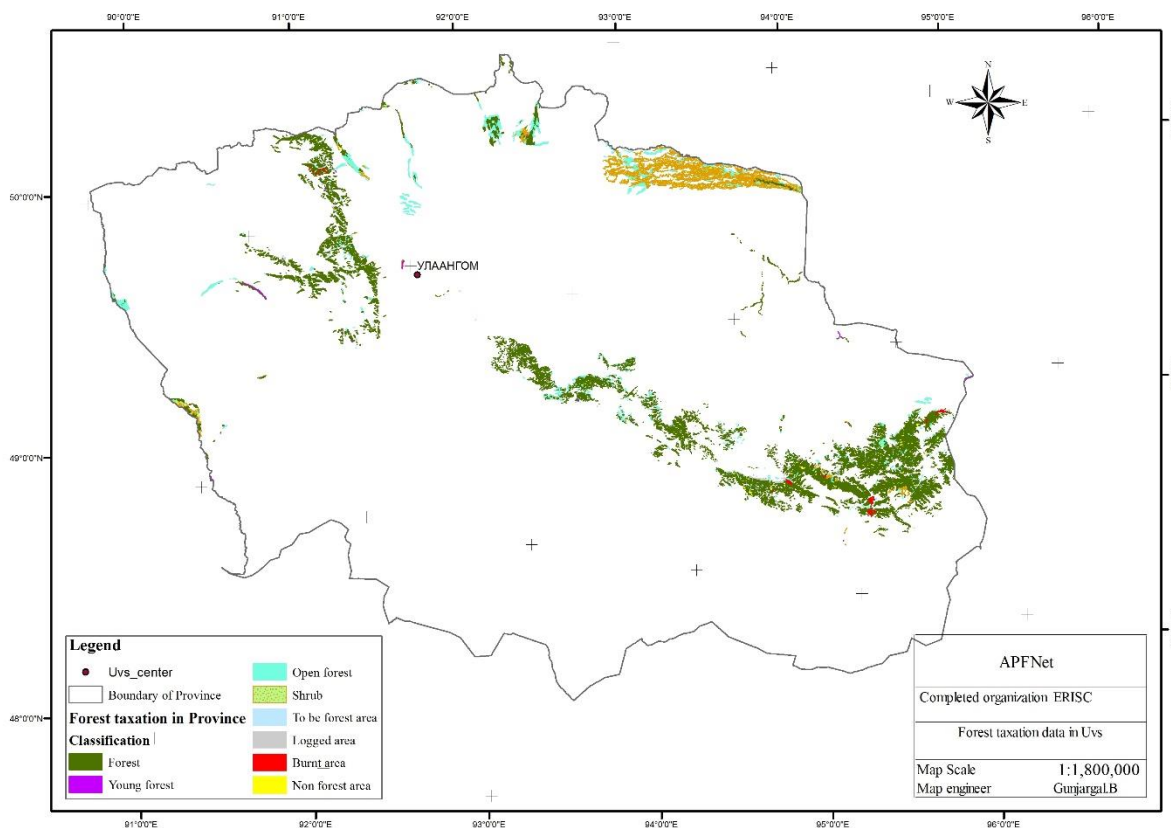 90°0'0"E 91°0'0"E 92°0'0"E 93°0'0"E 94°0'0"E 95°0'0"E 96°0'0"E
N
W E
S
50°0'0"N
УЛААНГОМ
49°0'0"N
48°0'0"N
Legend
Uvs_center
Boundary of Province
Forest taxation in Province
Classification
Forest
Young forest
Open forest
Shrub
To be forest area
Logged area
Burnt area
Non forest area
APFNet
Completed organization ERISC
Forest taxation data in Uvs
Map Scale 1:1,800,000
Map engineer Gunjargal.B
91°0'0"E 92°0'0"E 93°0'0"E 94°0'0"E 95°0'0"E 96°0'0"E